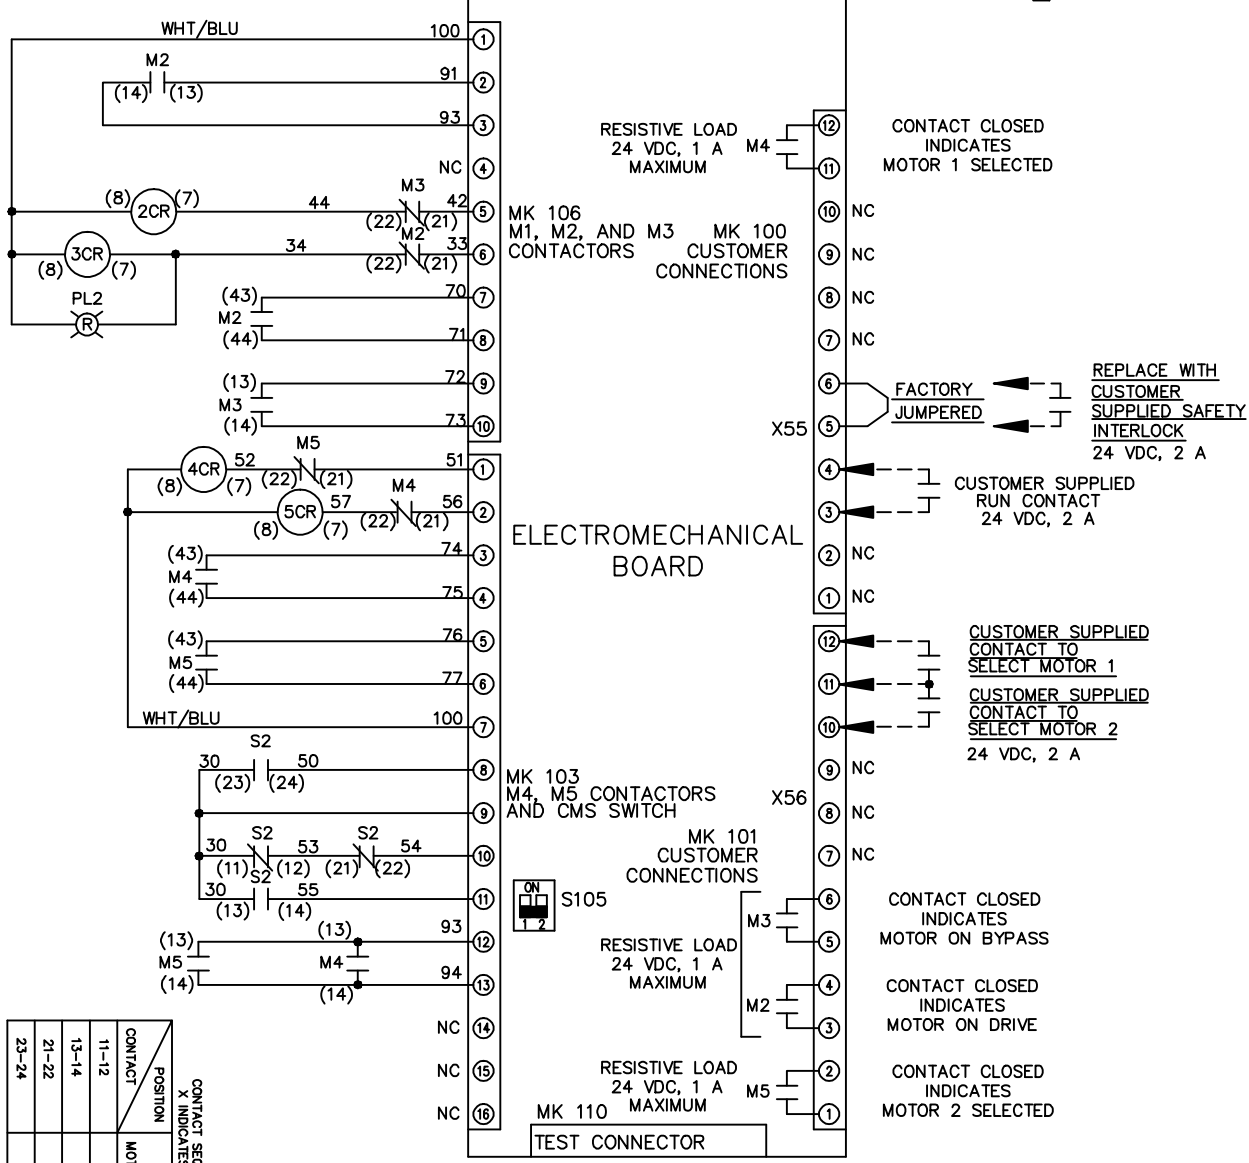 WHT/BLU 100 1
M2
(14) (13) 91 2
93 3
NC 4
(8) 2CR (7) 44 M3 (22) (21) 42 5
(8) 3CR (7) 34 M2 (22) (21) 33 6
PL2
R
(43) 70 7
M2
(44) 71 8
(13) 72 9
M3
(14) 73 10
MK 106
M1, M2, AND M3
CONTACTORS
(8) 4CR (7) 52 M5 (22) (21) 51 1
(8) 5CR (7) 57 M4 (22) (21) 56 2
(43) 74 3
M4
(44) 75 4
(43) 76 5
M5
(44) 77 6
WHT/BLU 100 7
S2
30 (23) (24) 50 8
9
30 S2 (11) (12) 53 S2 (21) (22) 54 10
30 S2 (13) (14) 55 11
(13) (13) 93 12
M5 M4
(14) (14) 94 13
NC 14
NC 15
NC 16
MK 103
M4, M5 CONTACTORS
AND CMS SWITCH
ELECTROMECHANICAL
BOARD
ON
1 2
S105
MK 110
TEST CONNECTOR
MK 100
CUSTOMER
CONNECTIONS
RESISTIVE LOAD
24 VDC, 1 A
MAXIMUM
M4
12
11
CONTACT CLOSED
INDICATES
MOTOR 1 SELECTED
10 NC
9 NC
8 NC
7 NC
6
X55 5
FACTORY
JUMPERED
REPLACE WITH
CUSTOMER
SUPPLIED SAFETY
INTERLOCK
24 VDC, 2 A
4
3
CUSTOMER SUPPLIED
RUN CONTACT
24 VDC, 2 A
2 NC
1 NC
12
11
10
CUSTOMER SUPPLIED
CONTACT TO
SELECT MOTOR 1
CUSTOMER SUPPLIED
CONTACT TO
SELECT MOTOR 2
24 VDC, 2 A
9 NC
X56 8 NC
7 NC
MK 101
CUSTOMER
CONNECTIONS
6
M3
5
CONTACT CLOSED
INDICATES
MOTOR ON BYPASS
RESISTIVE LOAD
24 VDC, 1 A
MAXIMUM
4
M2
3
CONTACT CLOSED
INDICATES
MOTOR ON DRIVE
RESISTIVE LOAD
24 VDC, 1 A
MAXIMUM
2
M5
1
CONTACT CLOSED
INDICATES
MOTOR 2 SELECTED
CONTACT SEQ
X INDICATES
POSITION
CONTACT
MOT
11-12
13-14
21-22
23-24